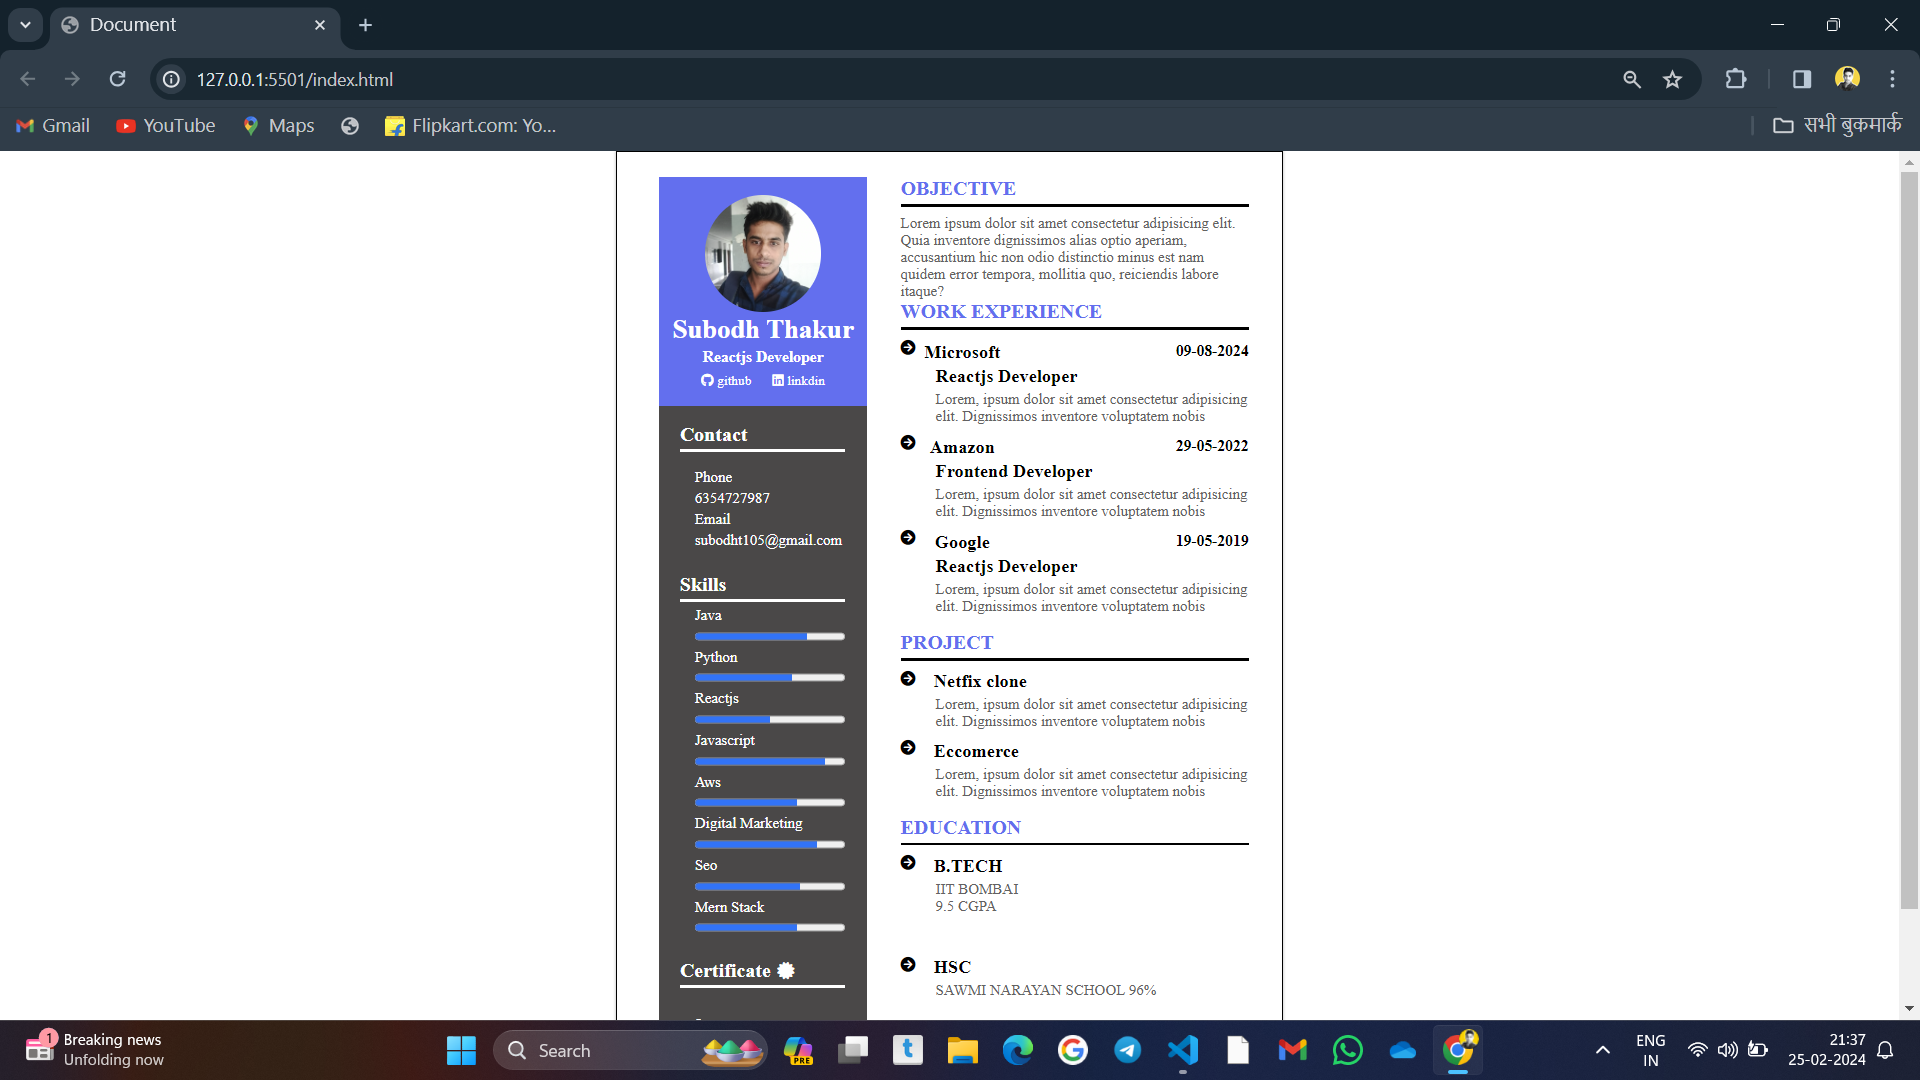 Document
127.0.0.1:5501/index.html
Gmail
YouTube
Maps
Flipkart.com: Yo...
सभी बुकमार्क
Subodh Thakur
Reactjs Developer
github linkdin
Contact
Phone
6354727987
Email
subodht105@gmail.com
Skills
Java
Python
Reactjs
Javascript
Aws
Digital Marketing
Seo
Mern Stack
Certificate
OBJECTIVE
Lorem ipsum dolor sit amet consectetur adipisicing elit.
Quia inventore dignissimos alias optio aperiam,
accusantium hic non odio distinctio minus est nam
quidem error tempora, mollitia quo, reiciendis labore
itaque?
WORK EXPERIENCE
Microsoft 09-08-2024
Reactjs Developer
Lorem, ipsum dolor sit amet consectetur adipisicing
elit. Dignissimos inventore voluptatem nobis
Amazon 29-05-2022
Frontend Developer
Lorem, ipsum dolor sit amet consectetur adipisicing
elit. Dignissimos inventore voluptatem nobis
Google 19-05-2019
Reactjs Developer
Lorem, ipsum dolor sit amet consectetur adipisicing
elit. Dignissimos inventore voluptatem nobis
PROJECT
Netfix clone
Lorem, ipsum dolor sit amet consectetur adipisicing
elit. Dignissimos inventore voluptatem nobis
Eccomerce
Lorem, ipsum dolor sit amet consectetur adipisicing
elit. Dignissimos inventore voluptatem nobis
EDUCATION
B.TECH
IIT BOMBAI
9.5 CGPA
HSC
SAWMI NARAYAN SCHOOL 96%
1
Breaking news
Unfolding now
Search
PRE
ENG
IN
21:37
25-02-2024